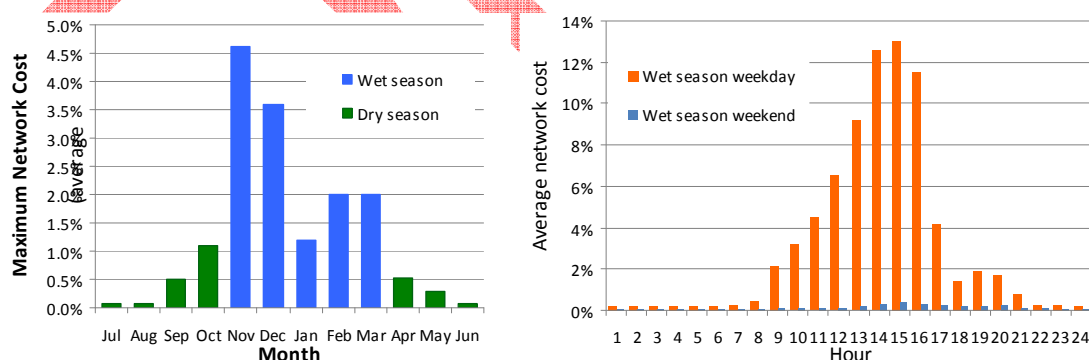 Maximum Network Cost
(average
5.0%
4.5%
4.0%
3.5%
3.0%
2.5%
2.0%
1.5%
1.0%
0.5%
0.0%
Wet season
Dry season
Jul Aug Sep Oct Nov Dec Jan Feb Mar Apr May Jun
Month
Average network cost
14%
12%
10%
8%
6%
4%
2%
0%
Wet season weekday
Wet season weekend
1 2 3 4 5 6 7 8 9 10 11 12 13 14 15 16 17 18 19 20 21 22 23 24
Hour